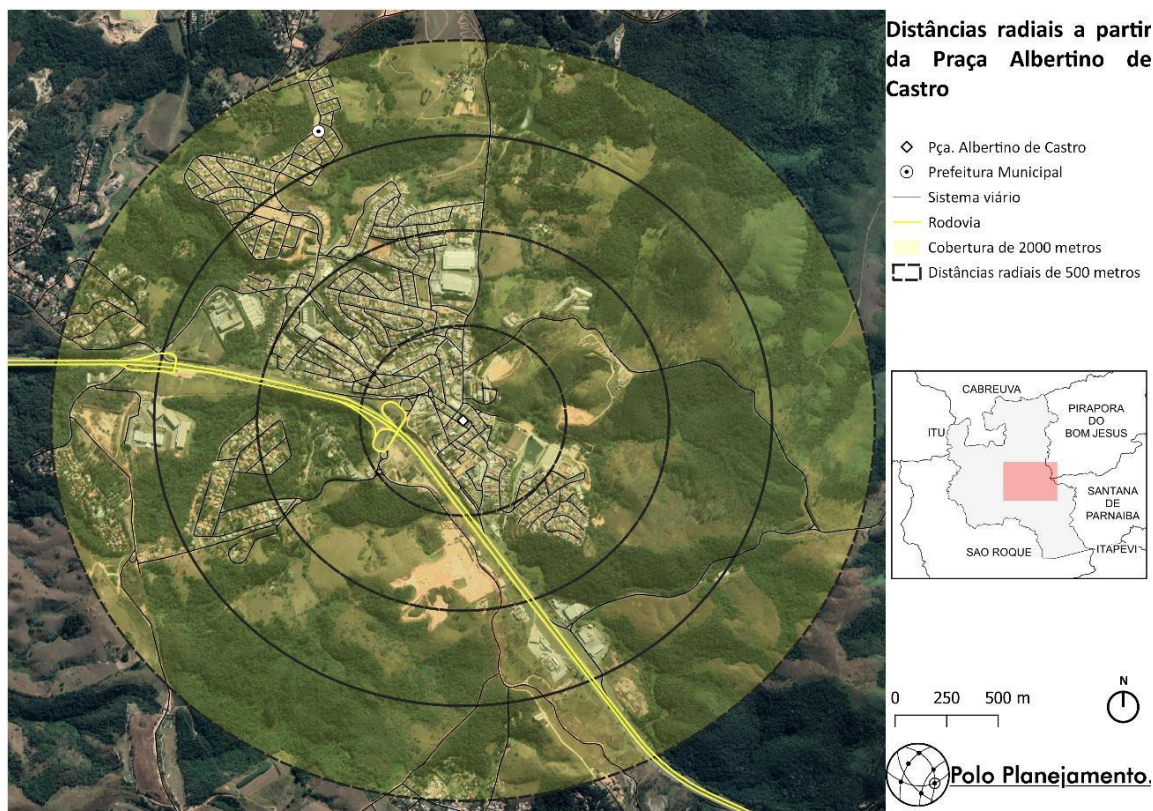 Distâncias radiais a partir
da Praça Albertino de
Castro
Pça. Albertino de Castro
Prefeitura Municipal
Sistema viário
Rodovia
Cobertura de 2000 metros
Distâncias radiais de 500 metros
CABREUVA
PIRAPORA
DO
BOM JESUS
ITU
SANTANA
DE
PARNAIBA
SAO ROQUE
ITAPEVI
0 250 500 m
N
Polo Planejamento.